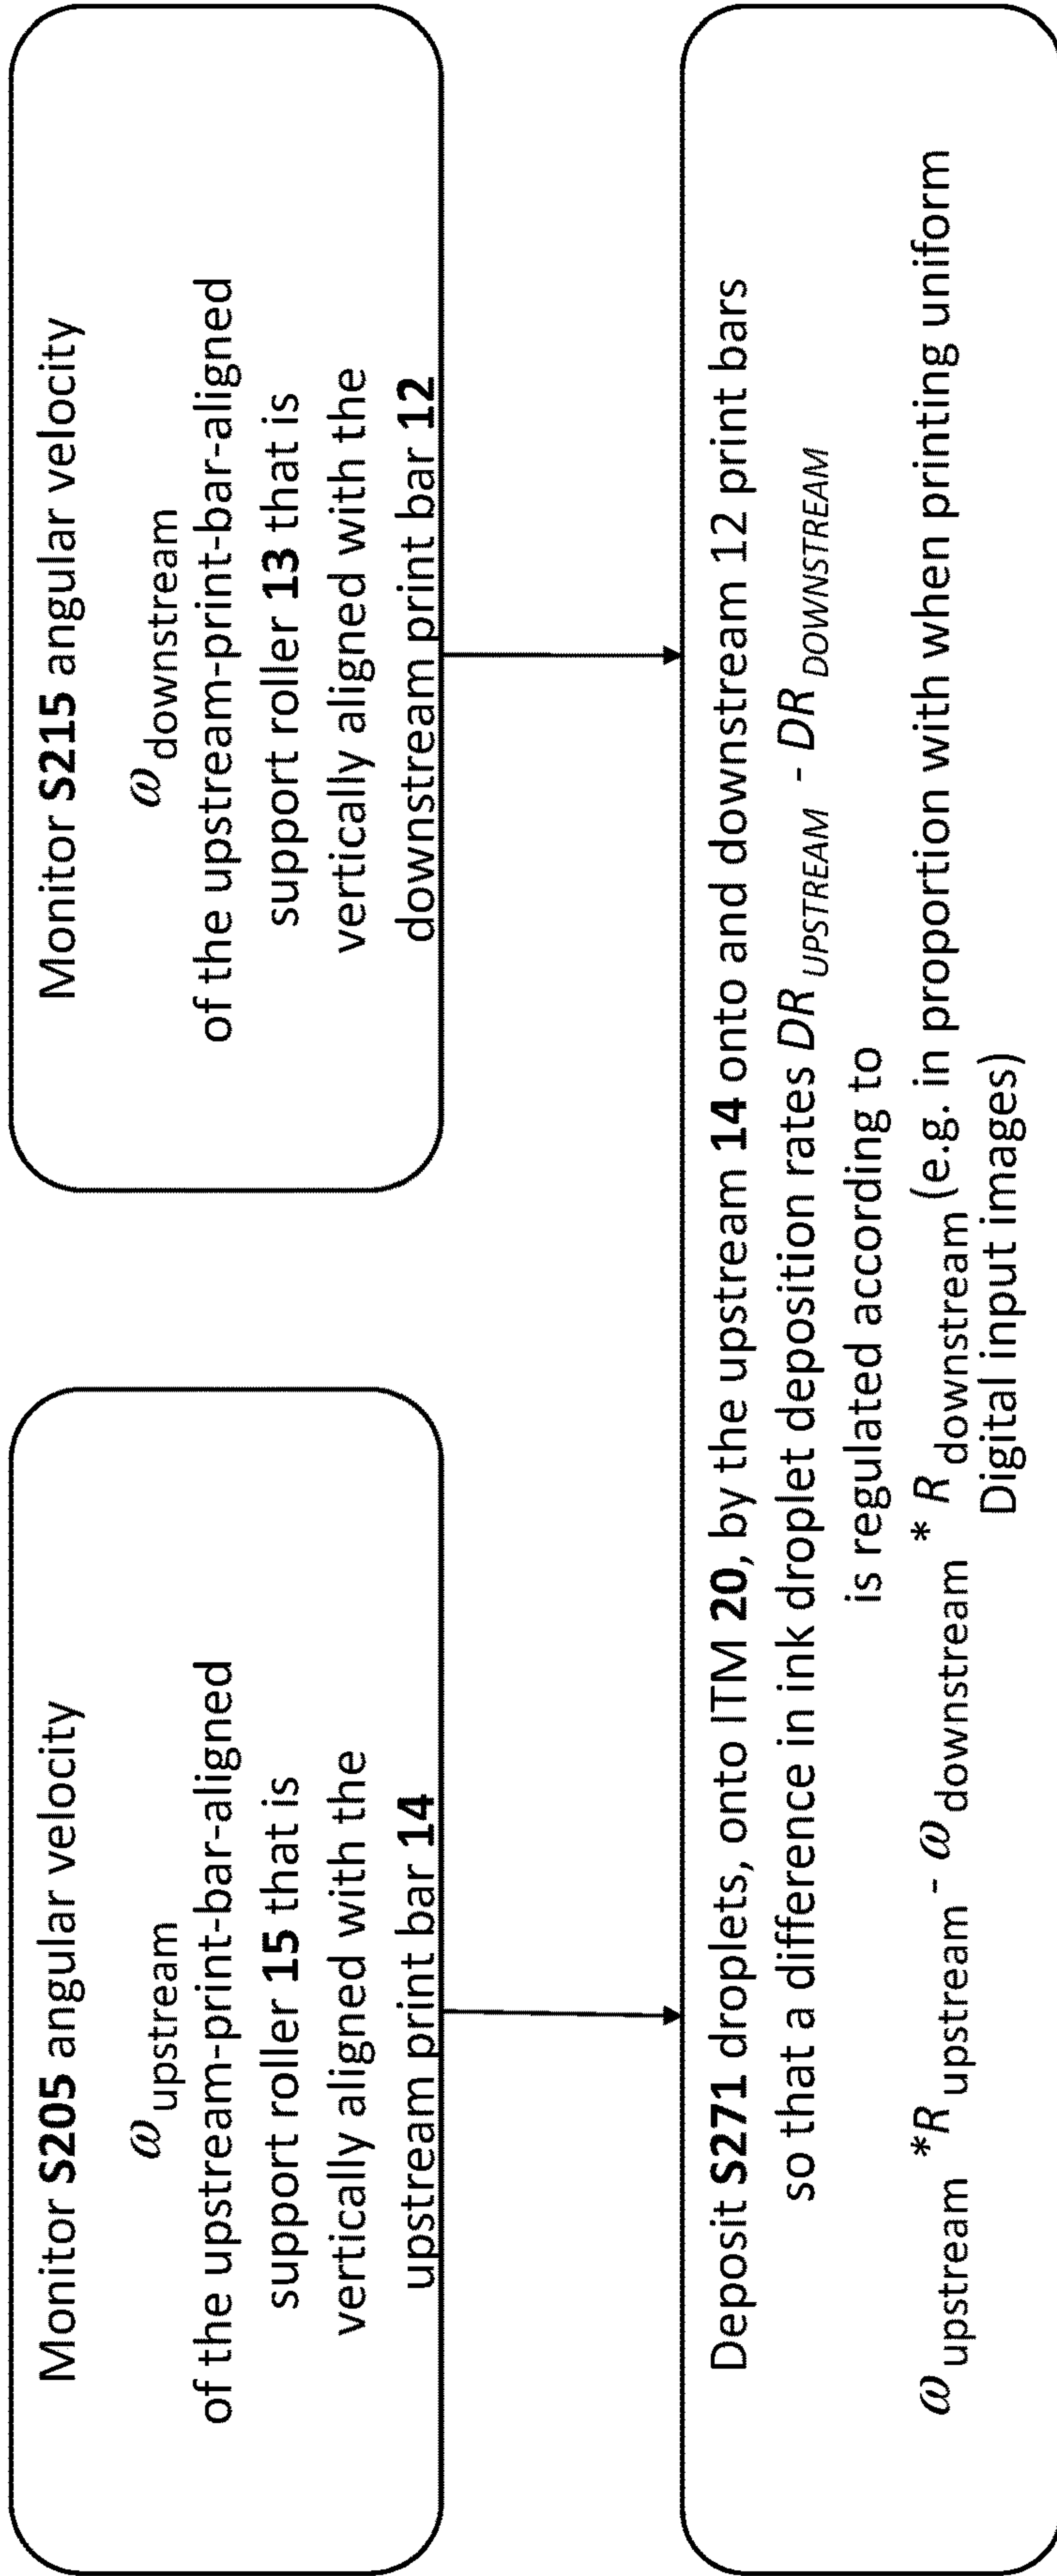 Monitor S205 angular velocity
ω upstream
of the upstream-print-bar-aligned
support roller 15 that is
vertically aligned with the
upstream print bar 14
Monitor S215 angular velocity
ω downstream
of the upstream-print-bar-aligned
support roller 13 that is
vertically aligned with the
downstream print bar 12
Deposit S271 droplets, onto ITM 20, by the upstream 14 onto and downstream 12 print bars
so that a difference in ink droplet deposition rates DR UPSTREAM - DR DOWNSTREAM
is regulated according to
ω upstream *R upstream - ω downstream * R downstream (e.g. in proportion with when printing uniform
Digital input images)